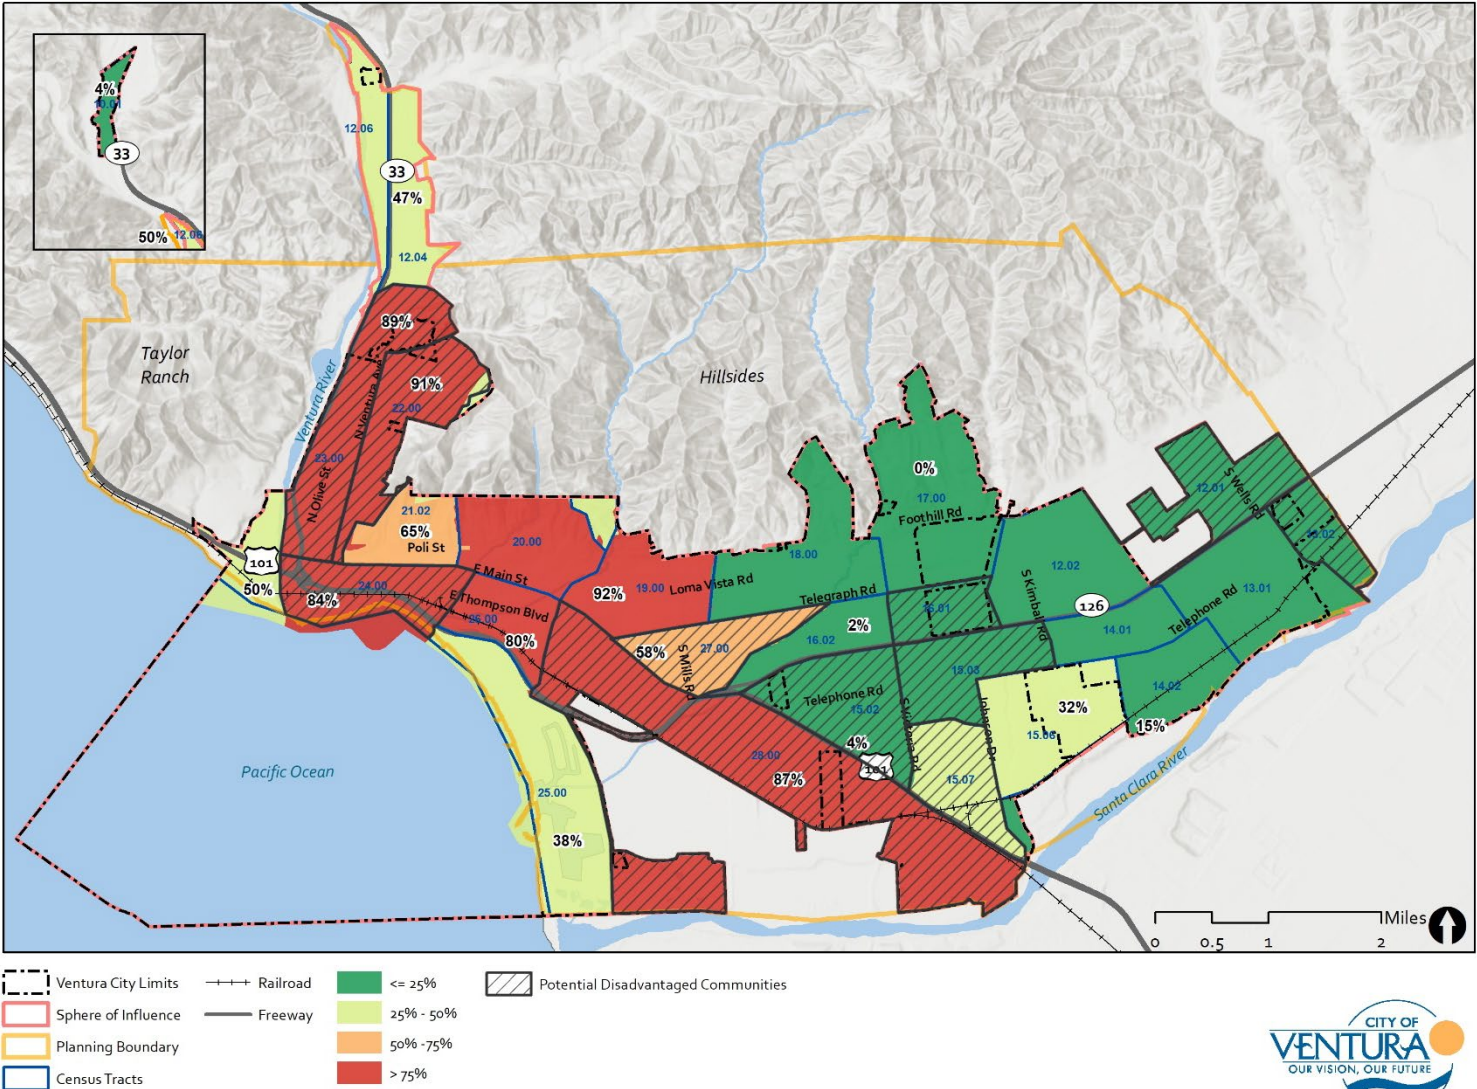 4%
10.01
33
50%
12.06
12.06
33
47%
12.04
Taylor
Ranch
Ventura River
89%
N Ventura Ave
91%
22.00
23.00
N Olive St
Hillsides
21.02
65%
Poli St
20.00
E Main St
101
50%
24.00
84%
E Thompson Blvd
26.00
80%
92%
19.00
Loma Vista Rd
18.00
0%
17.00
Foothill Rd
Telegraph Rd
2%
16.02
16.01
58%
27.00
S Mills Rd
S Kimball Rd
12.02
126
12.01
S Wells Rd
13.02
13.01
Telephone Rd
14.01
14.02
15%
15.03
Telephone Rd
15.02
S Victoria Rd
4%
101
Johnson Dr
32%
15.06
15.07
28.00
87%
Pacific Ocean
25.00
38%
Santa Clara River
Miles
0 0.5 1 2
Ventura City Limits
Sphere of Influence
Planning Boundary
Census Tracts
Railroad
Freeway
<= 25%
25% - 50%
50% -75%
> 75%
Potential Disadvantaged Communities
CITY OF
VENTURA
OUR VISION, OUR FUTURE